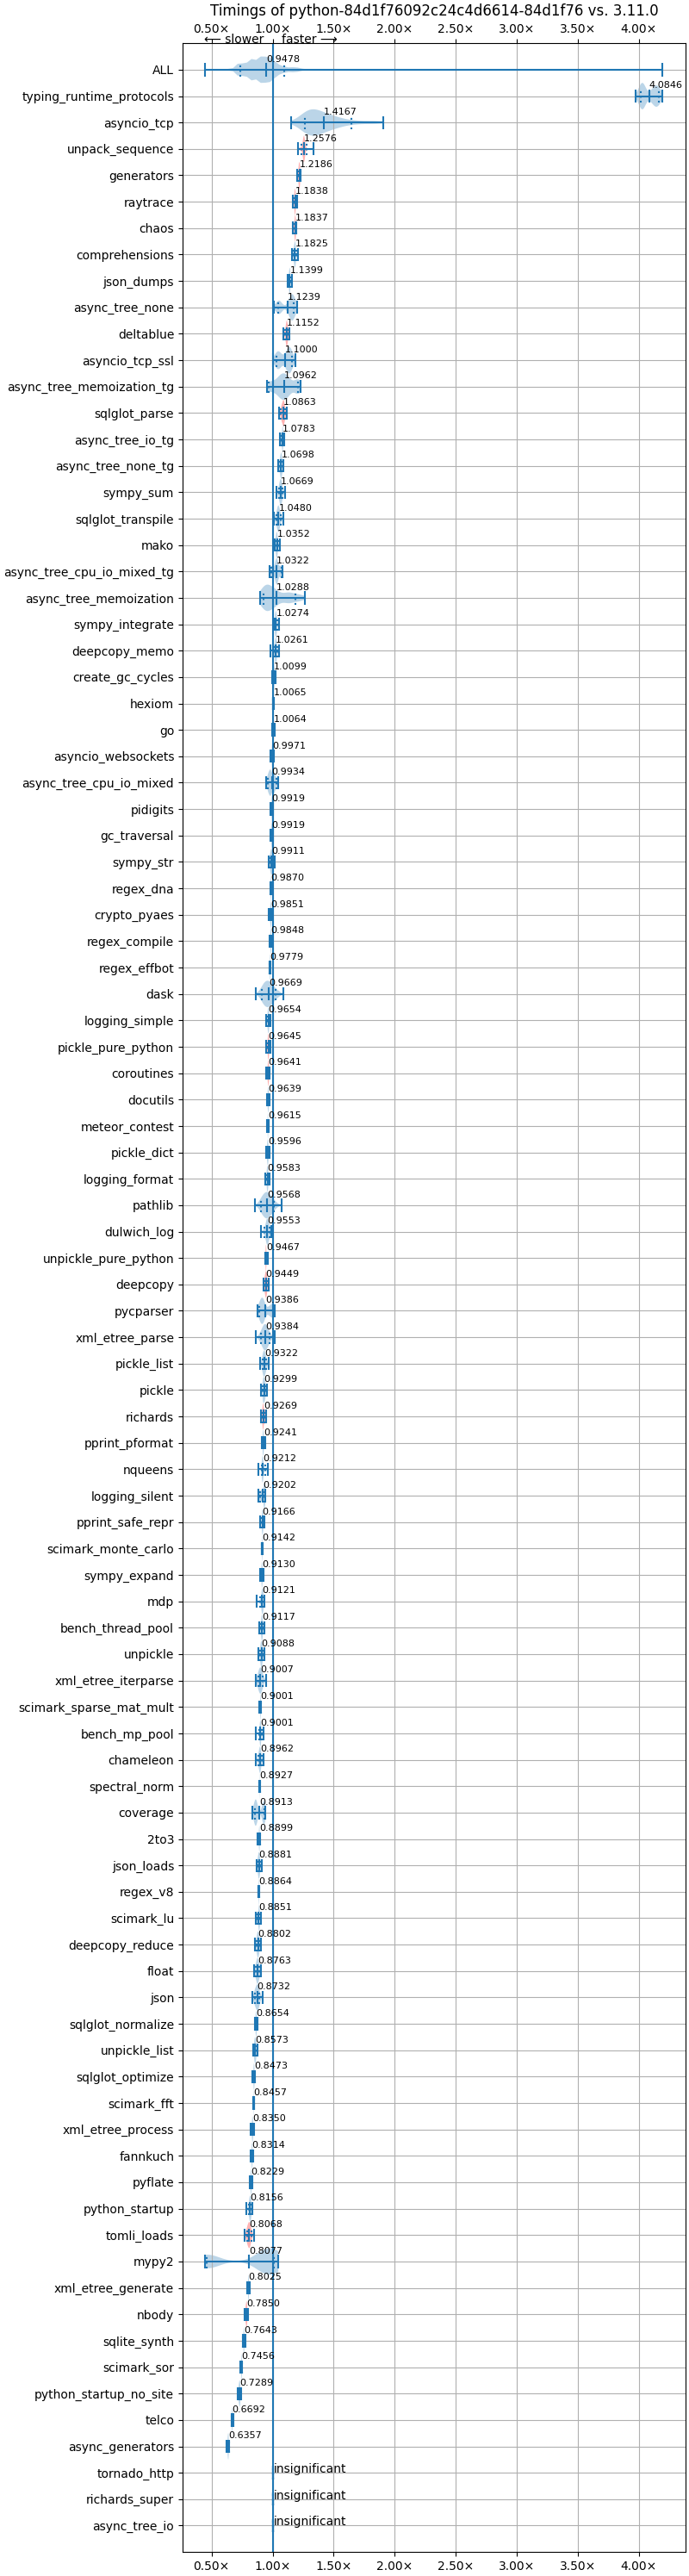 Timings of python-84d1f76092c24c4d6614-84d1f76 vs. 3.11.0
0.50× 1.00× 1.50× 2.00× 2.50× 3.00× 3.50× 4.00×
⟵ slower faster ⟶
ALL 0.9478
typing_runtime_protocols 4.0846
asyncio_tcp 1.4167
unpack_sequence 1.2576
generators 1.2186
raytrace 1.1838
chaos 1.1837
comprehensions 1.1825
json_dumps 1.1399
async_tree_none 1.1239
deltablue 1.1152
asyncio_tcp_ssl 1.1000
async_tree_memoization_tg 1.0962
sqlglot_parse 1.0863
async_tree_io_tg 1.0783
async_tree_none_tg 1.0698
sympy_sum 1.0669
sqlglot_transpile 1.0480
mako 1.0352
async_tree_cpu_io_mixed_tg 1.0322
async_tree_memoization 1.0288
sympy_integrate 1.0274
deepcopy_memo 1.0261
create_gc_cycles 1.0099
hexiom 1.0065
go 1.0064
asyncio_websockets 0.9971
async_tree_cpu_io_mixed 0.9934
pidigits 0.9919
gc_traversal 0.9919
sympy_str 0.9911
regex_dna 0.9870
crypto_pyaes 0.9851
regex_compile 0.9848
regex_effbot 0.9779
dask 0.9669
logging_simple 0.9654
pickle_pure_python 0.9645
coroutines 0.9641
docutils 0.9639
meteor_contest 0.9615
pickle_dict 0.9596
logging_format 0.9583
pathlib 0.9568
dulwich_log 0.9553
unpickle_pure_python 0.9467
deepcopy 0.9449
pycparser 0.9386
xml_etree_parse 0.9384
pickle_list 0.9322
pickle 0.9299
richards 0.9269
pprint_pformat 0.9241
nqueens 0.9212
logging_silent 0.9202
pprint_safe_repr 0.9166
scimark_monte_carlo 0.9142
sympy_expand 0.9130
mdp 0.9121
bench_thread_pool 0.9117
unpickle 0.9088
xml_etree_iterparse 0.9007
scimark_sparse_mat_mult 0.9001
bench_mp_pool 0.9001
chameleon 0.8962
spectral_norm 0.8927
coverage 0.8913
2to3 0.8899
json_loads 0.8881
regex_v8 0.8864
scimark_lu 0.8851
deepcopy_reduce 0.8802
float 0.8763
json 0.8732
sqlglot_normalize 0.8654
unpickle_list 0.8573
sqlglot_optimize 0.8473
scimark_fft 0.8457
xml_etree_process 0.8350
fannkuch 0.8314
pyflate 0.8229
python_startup 0.8156
tomli_loads 0.8068
mypy2 0.8077
xml_etree_generate 0.8025
nbody 0.7850
sqlite_synth 0.7643
scimark_sor 0.7456
python_startup_no_site 0.7289
telco 0.6692
async_generators 0.6357
tornado_http insignificant
richards_super insignificant
async_tree_io insignificant
0.50× 1.00× 1.50× 2.00× 2.50× 3.00× 3.50× 4.00×